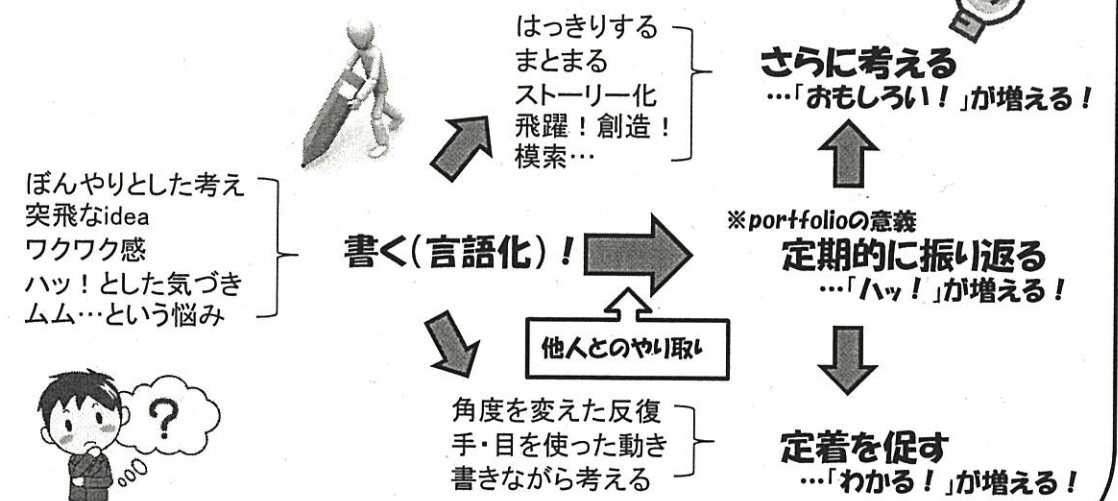 ぼんやりとした考え
突飛なidea
ワクワク感
ハッ!とした気づき
ムム…という悩み
?
書く(言語化)!
はっきりする
まとまる
ストーリー化
飛躍!創造!
模索…
さらに考える
…「おもしろい!」が増える!
※portfolioの意義
定期的に振り返る
…「ハッ!」が増える!
他人とのやり取り
角度を変えた反復
手・目を使った動き
書きながら考える
定着を促す
…「わかる!」が増える!